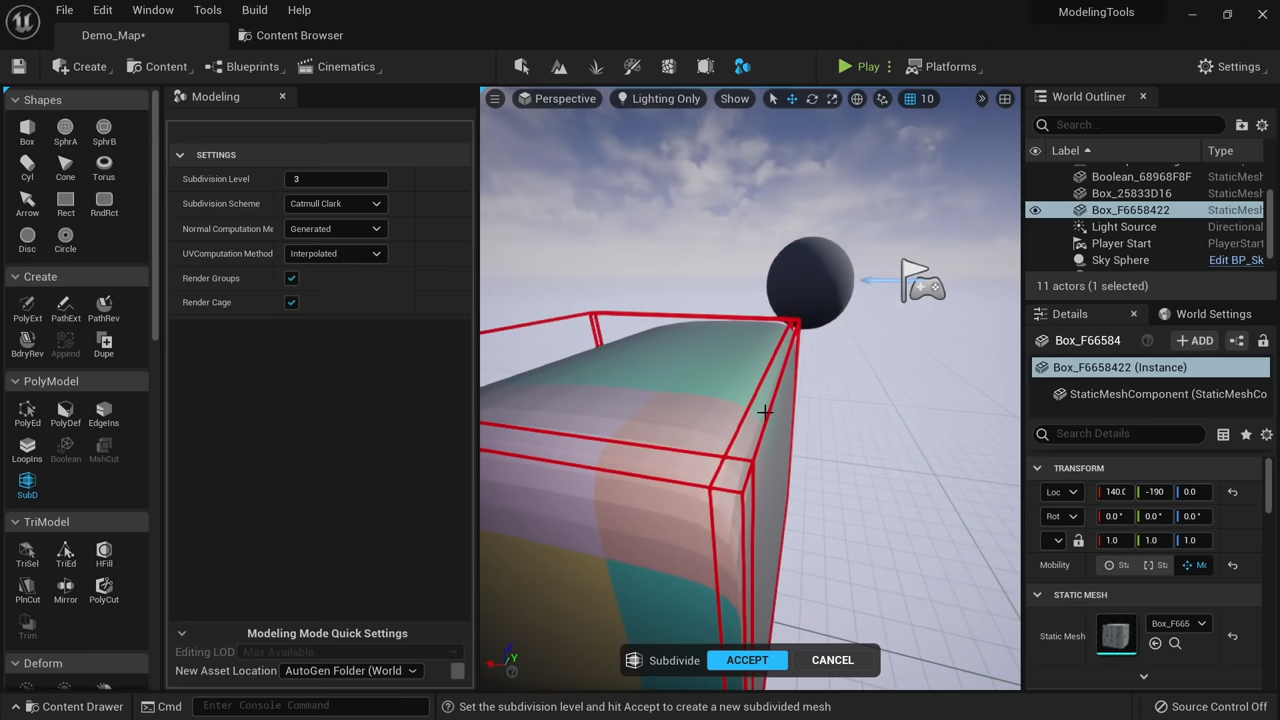 File Edit Window Tools Build Help
ModelingTools
Demo_Map*
Content Browser
Create
Content
Blueprints
Cinematics
Play
Platforms
Settings
Shapes
Box SphrA SphrB
Cyl Cone Torus
Arrow Rect RndRct
Disc Circle
Create
PolyExt PathExt PathRev
BdryRev Append Dupe
PolyModel
PolyEd PolyDef EdgeIns
LoopIns Boolean MshCut
SubD
TriModel
TriSel TriEd HFill
PlnCut Mirror PolyCut
Trim
Deform
Modeling
SETTINGS
Subdivision Level 3
Subdivision Scheme Catmull Clark
Normal Computation Me Generated
UVComputation Method Interpolated
Render Groups
Render Cage
Modeling Mode Quick Settings
Editing LOD Max Available
New Asset Location AutoGen Folder (World
Perspective Lighting Only Show 10
Y
Subdivide ACCEPT CANCEL
World Outliner
Search...
Label Type
Boolean_68968F8F StaticMesh
Box_25833D16 StaticMesh
Box_F6658422 StaticMesh
Light Source Directional
Player Start PlayerStart
Sky Sphere Edit BP_Sk
11 actors (1 selected)
Details World Settings
Box_F66584 ADD
Box_F6658422 (Instance)
StaticMeshComponent (StaticMeshCo
Search Details
TRANSFORM
Loc 140.0 -190 0.0
Rot 0.0° 0.0° 0.0°
1.0 1.0 1.0
Mobility Sta Sta Mo
STATIC MESH
Static Mesh Box_F665
Content Drawer Cmd Enter Console Command
Set the subdivision level and hit Accept to create a new subdivided mesh
Source Control Off